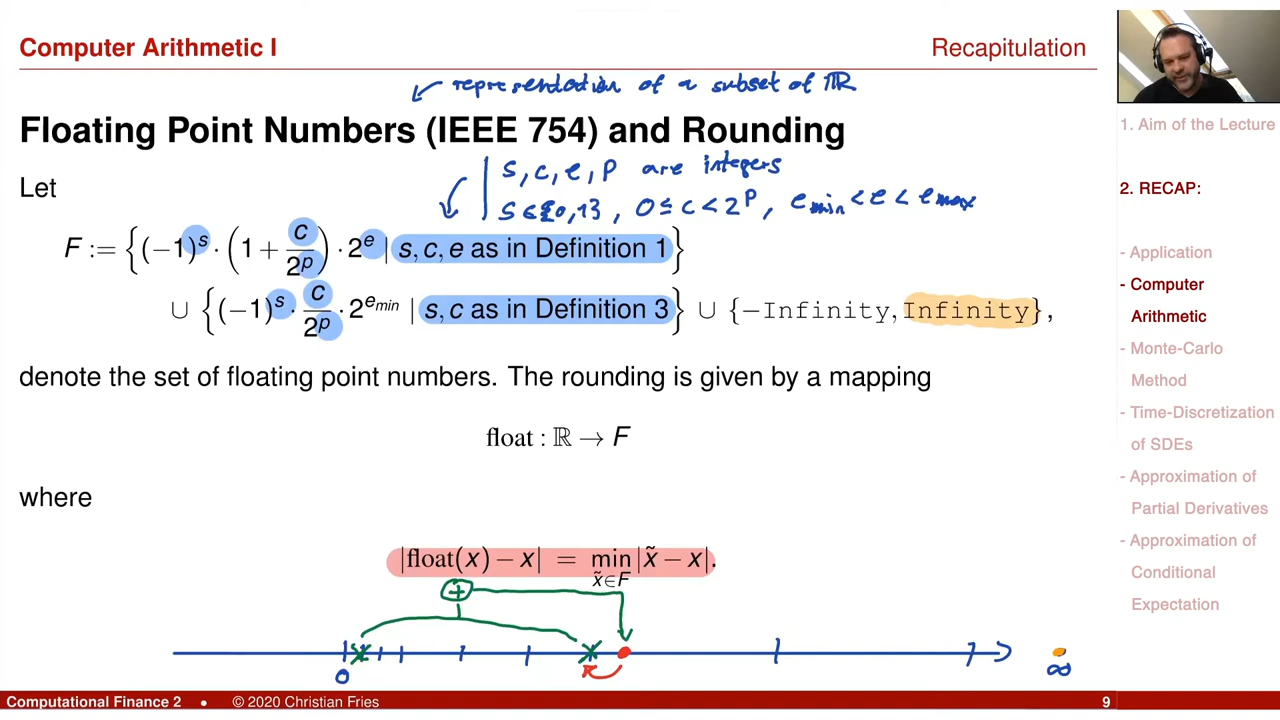 Computer Arithmetic I
Recapitulation
representation of a subset of ℝ
Floating Point Numbers (IEEE 754) and Rounding
Let
s, c, e, p are integers
s ∈ {0,1}, 0 ≤ c < 2^p, e_min < e < e_max
F := {(−1)^s · (1 + c/2^p) · 2^e | s, c, e as in Definition 1}
∪ {(−1)^s · c/2^p · 2^{e_min} | s, c as in Definition 3} ∪ {−Infinity, Infinity},
denote the set of floating point numbers. The rounding is given by a mapping
float : ℝ → F
where
|float(x) − x| = min_{x̃∈F} |x̃ − x|.
+
0
∞
1. Aim of the Lecture
2. RECAP:
- Application
- Computer
Arithmetic
- Monte-Carlo
Method
- Time-Discretization
of SDEs
- Approximation of
Partial Derivatives
- Approximation of
Conditional
Expectation
Computational Finance 2 • © 2020 Christian Fries
9